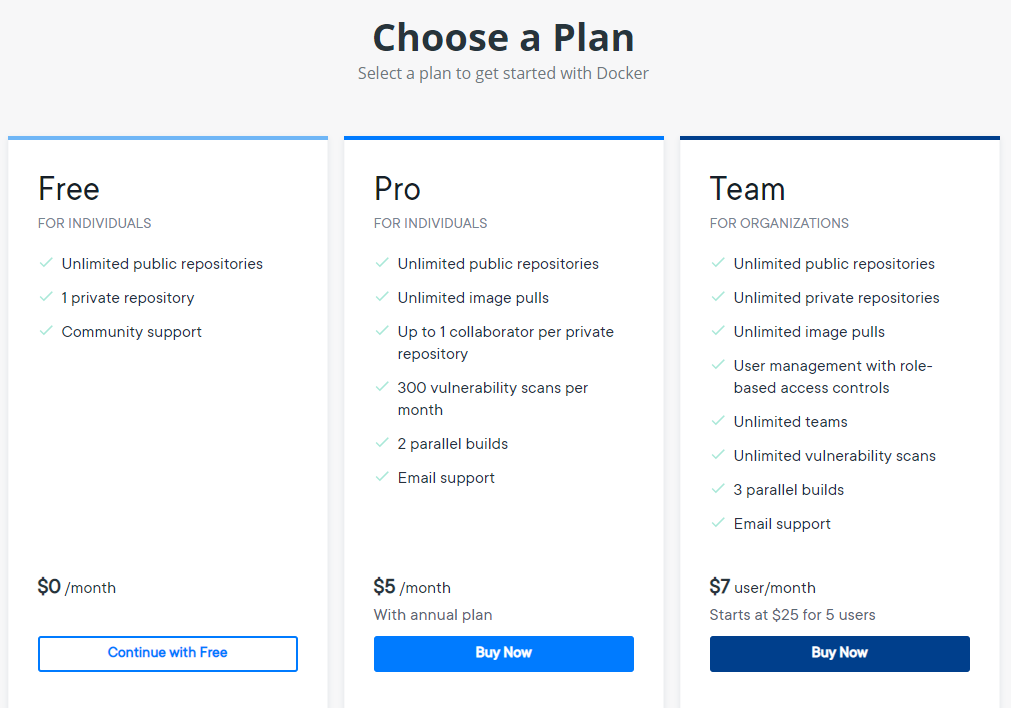 Choose a Plan
Select a plan to get started with Docker
Free
FOR INDIVIDUALS
Unlimited public repositories
1 private repository
Community support
$0 /month
Continue with Free
Pro
FOR INDIVIDUALS
Unlimited public repositories
Unlimited image pulls
Up to 1 collaborator per private
repository
300 vulnerability scans per
month
2 parallel builds
Email support
$5 /month
With annual plan
Buy Now
Team
FOR ORGANIZATIONS
Unlimited public repositories
Unlimited private repositories
Unlimited image pulls
User management with role-
based access controls
Unlimited teams
Unlimited vulnerability scans
3 parallel builds
Email support
$7 user/month
Starts at $25 for 5 users
Buy Now